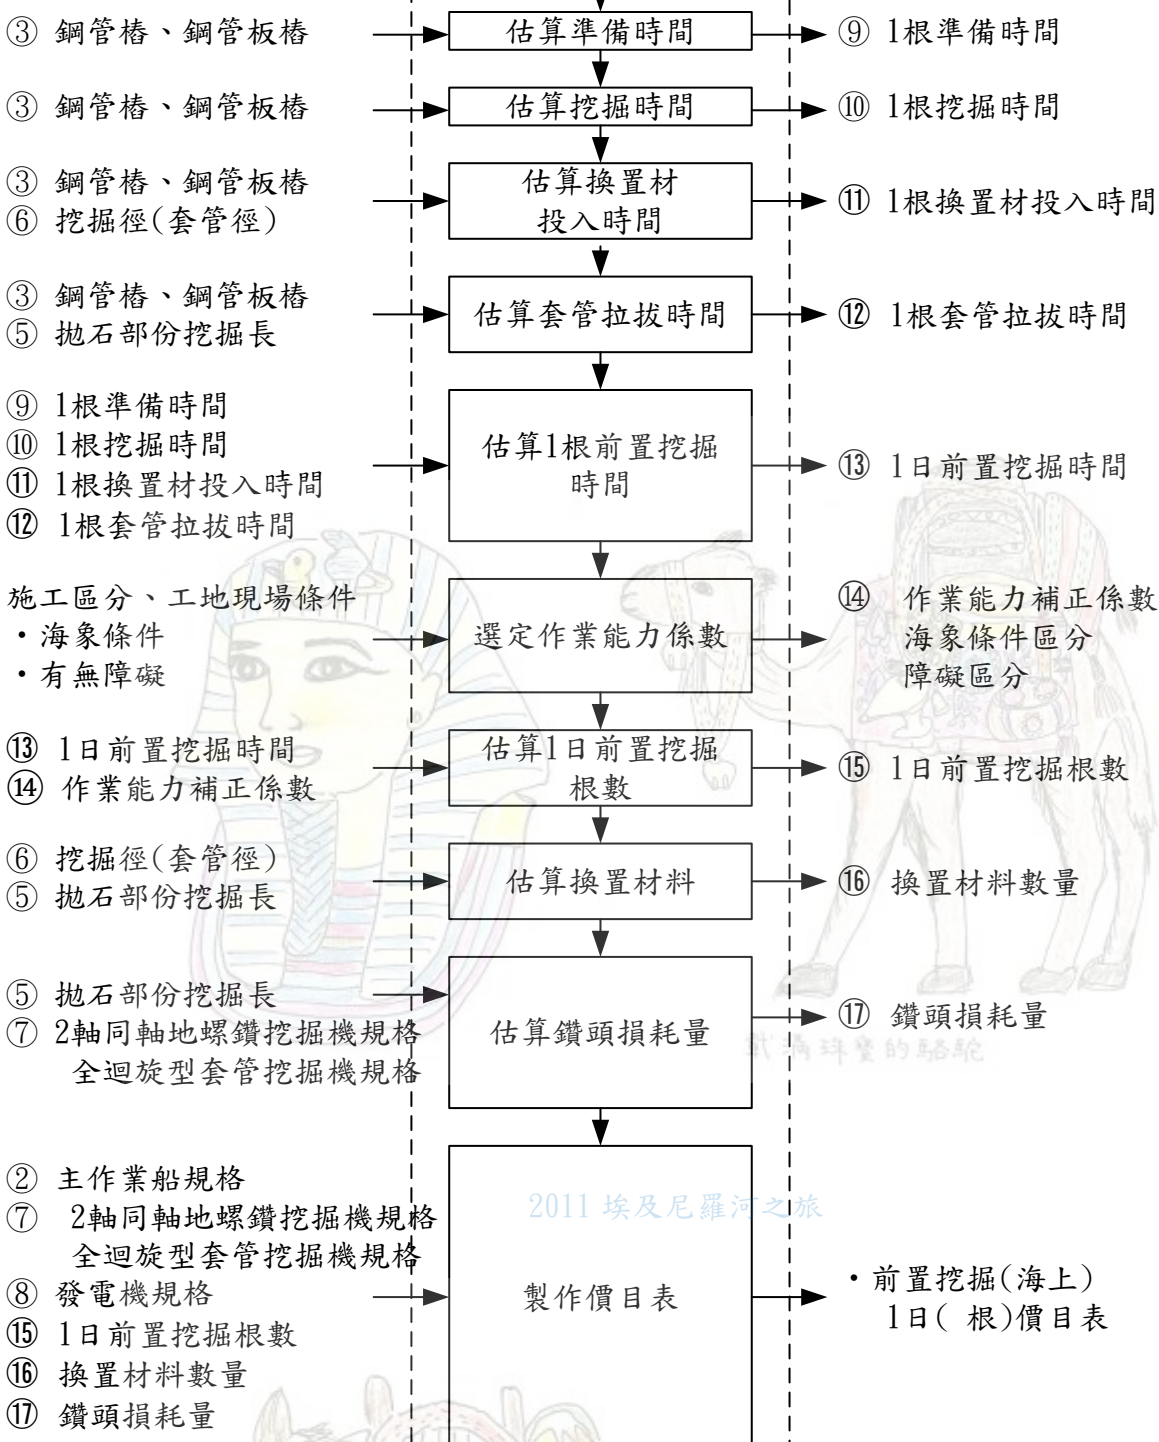 ③ 鋼管樁、鋼管板樁
估算準備時間
⑨ 1根準備時間
③ 鋼管樁、鋼管板樁
估算挖掘時間
⑩ 1根挖掘時間
③ 鋼管樁、鋼管板樁
⑥ 挖掘徑(套管徑)
估算換置材
投入時間
⑪ 1根換置材投入時間
③ 鋼管樁、鋼管板樁
⑤ 拋石部份挖掘長
估算套管拉拔時間
⑫ 1根套管拉拔時間
⑨ 1根準備時間
⑩ 1根挖掘時間
⑪ 1根換置材投入時間
⑫ 1根套管拉拔時間
估算1根前置挖掘
時間
⑬ 1日前置挖掘時間
施工區分、工地現場條件
・海象條件
・有無障礙
選定作業能力係數
⑭ 作業能力補正係數
海象條件區分
障礙區分
⑬ 1日前置挖掘時間
⑭ 作業能力補正係數
估算1日前置挖掘
根數
⑮ 1日前置挖掘根數
⑥ 挖掘徑(套管徑)
⑤ 拋石部份挖掘長
估算換置材料
⑯ 換置材料數量
⑤ 拋石部份挖掘長
⑦ 2軸同軸地螺鑽挖掘機規格
全迴旋型套管挖掘機規格
估算鑽頭損耗量
⑰ 鑽頭損耗量
戴滿珠寶的駱駝
② 主作業船規格
⑦ 2軸同軸地螺鑽挖掘機規格
全迴旋型套管挖掘機規格
⑧ 發電機規格
⑮ 1日前置挖掘根數
⑯ 換置材料數量
⑰ 鑽頭損耗量
2011 埃及尼羅河之旅
製作價目表
・前置挖掘(海上)
1日( 根)價目表